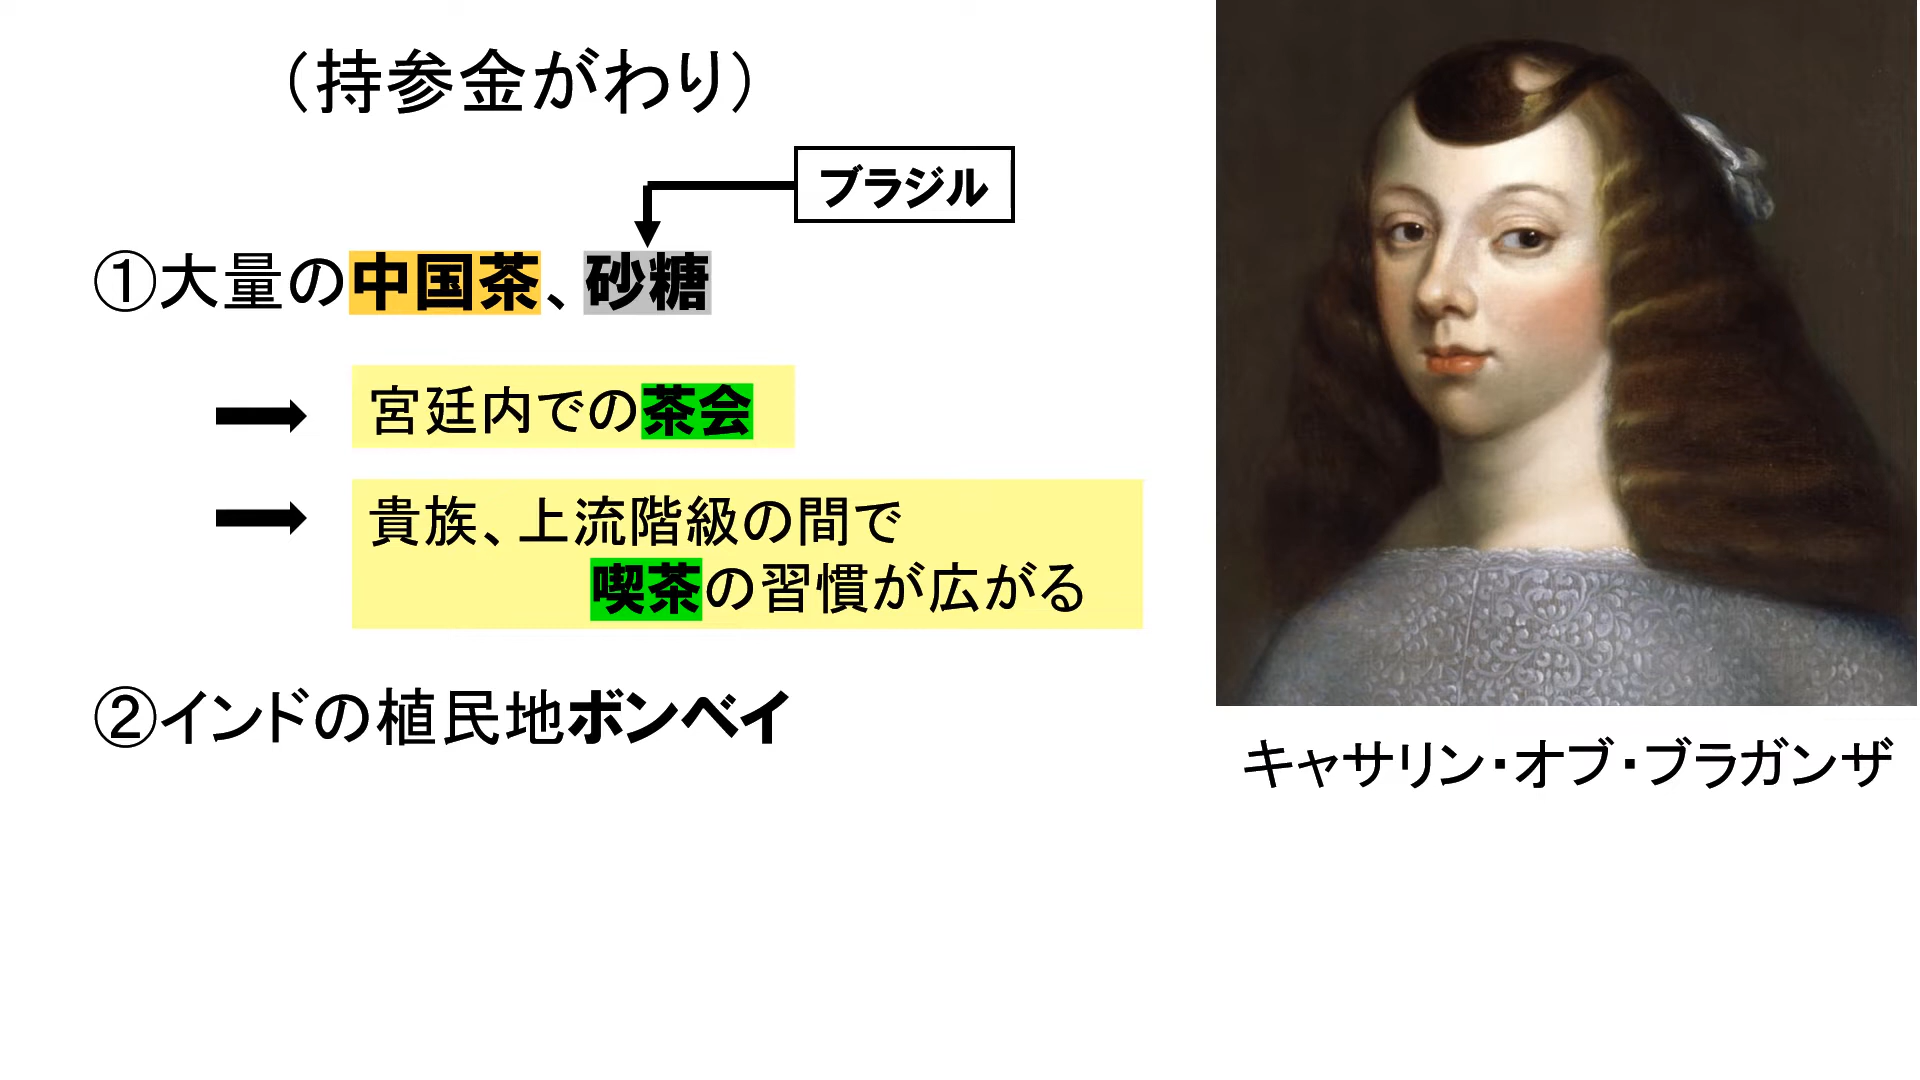 （持参金がわり）
ブラジル
①大量の中国茶、砂糖
宮廷内での茶会
貴族、上流階級の間で
喫茶の習慣が広がる
②インドの植民地ボンベイ
キャサリン・オブ・ブラガンザ